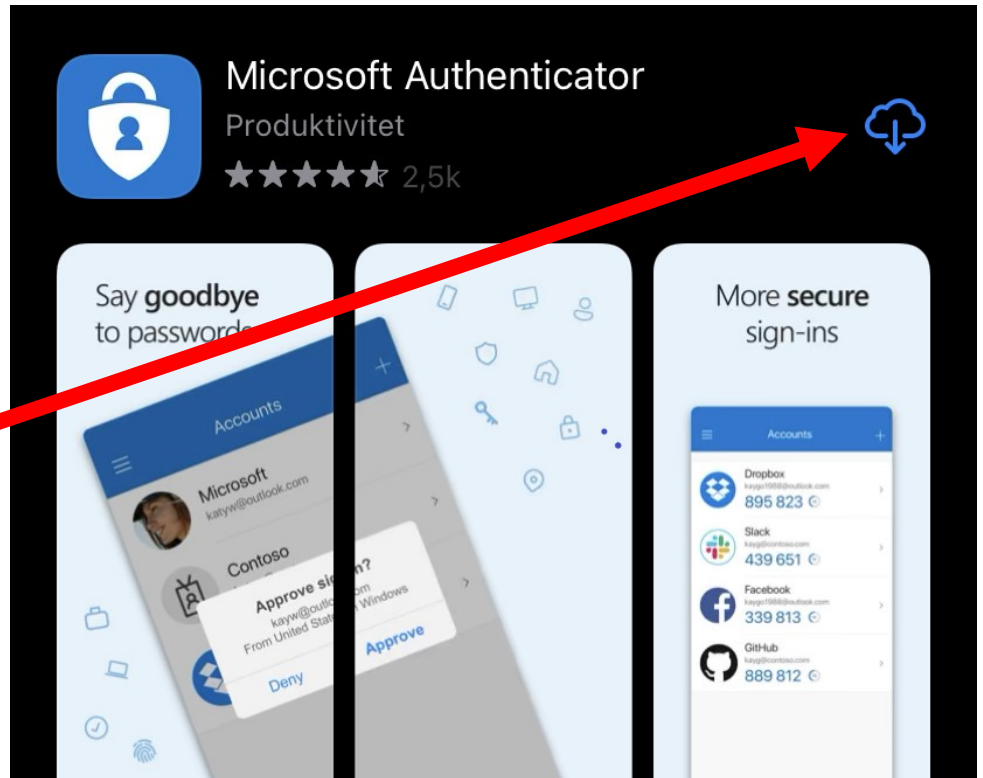 Microsoft Authenticator
Produktivitet
2,5k
Say goodbye
to passwords
Accounts
Microsoft
katyw@outlook.com
Contoso
Approve sign in?
kayw@outlook.com
From United States Windows
Deny
Approve
More secure
sign-ins
Accounts
Dropbox
kaygo1988@outlook.com
895 823
Slack
kayg@contoso.com
439 651
Facebook
kaygo1988@outlook.com
339 813
GitHub
kayg@contoso.com
889 812